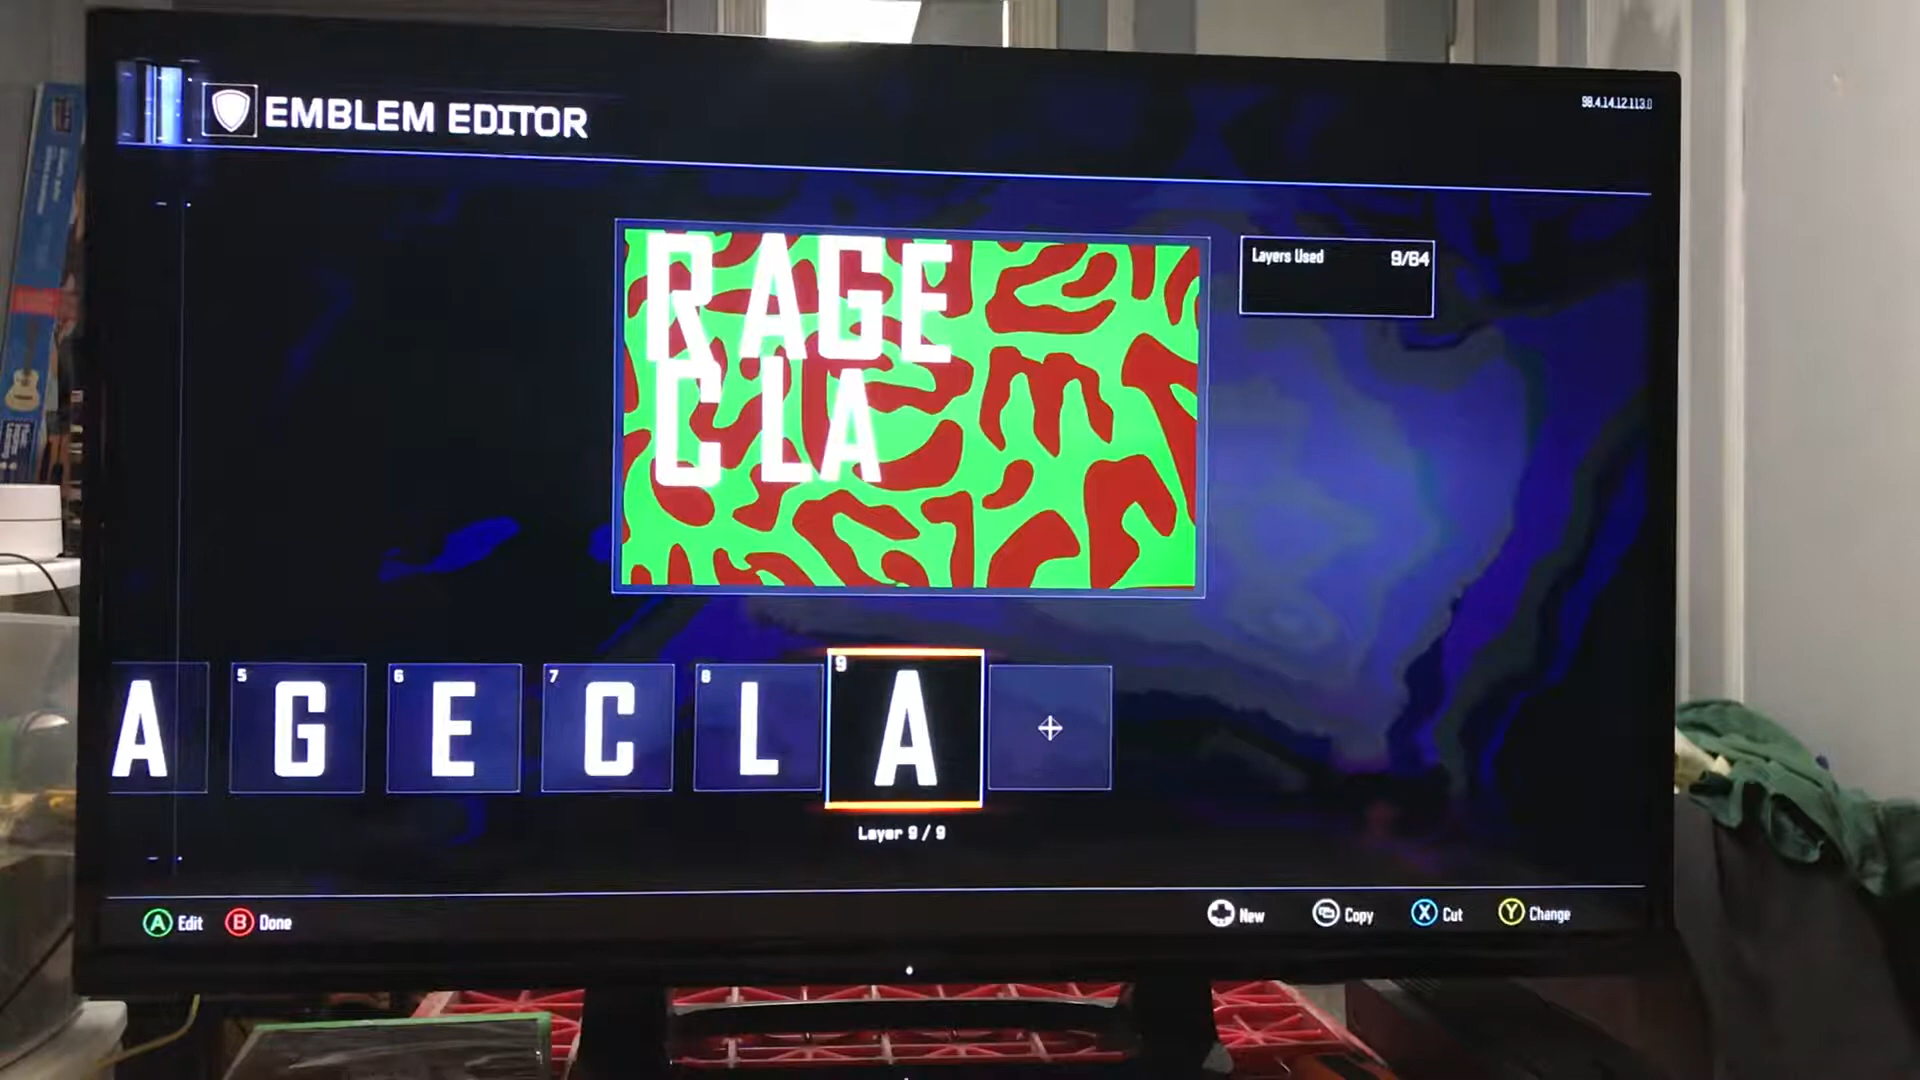 EMBLEM EDITOR
98.4.14.12.113.0
Layers Used 9/64
RAGE
CLA
A 5 G 6 E 7 C 8 L 9 A
Layer 9 / 9
A Edit B Done New Copy X Cut Y Change